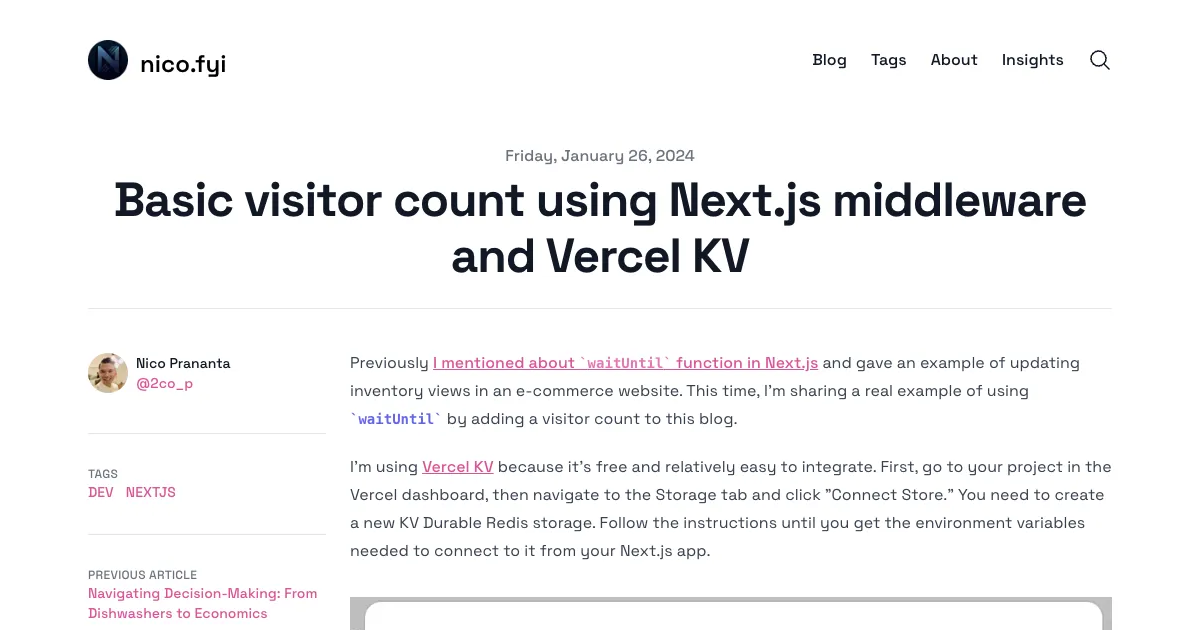 nico.fyi
Blog Tags About Insights
Friday, January 26, 2024
Basic visitor count using Next.js middleware
and Vercel KV
Nico Prananta
@2co_p
TAGS
DEV NEXTJS
PREVIOUS ARTICLE
Navigating Decision-Making: From
Dishwashers to Economics
Previously I mentioned about `waitUntil` function in Next.js and gave an example of updating
inventory views in an e-commerce website. This time, I'm sharing a real example of using
`waitUntil` by adding a visitor count to this blog.
I'm using Vercel KV because it's free and relatively easy to integrate. First, go to your project in the
Vercel dashboard, then navigate to the Storage tab and click "Connect Store." You need to create
a new KV Durable Redis storage. Follow the instructions until you get the environment variables
needed to connect to it from your Next.js app.